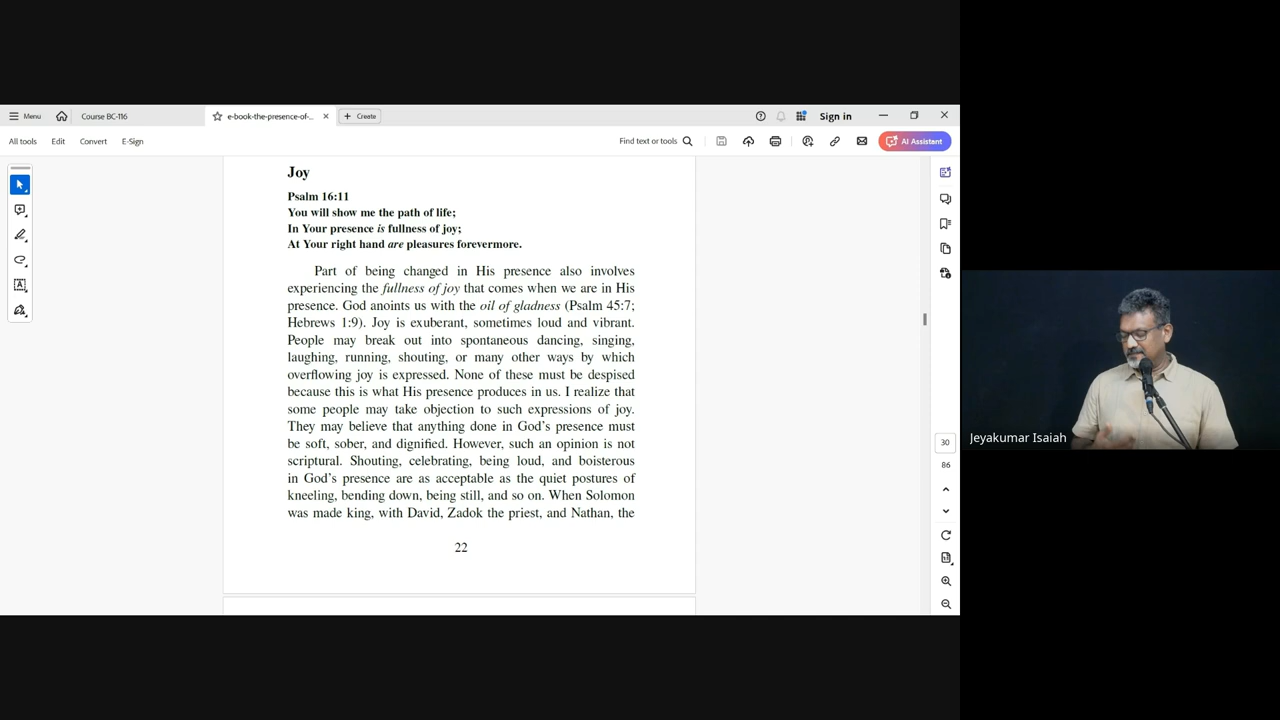 Menu
Course BC-116
e-book-the-presence-of-...
Create
Sign in
All tools
Edit
Convert
E-Sign
Find text or tools
AI Assistant
Joy
Psalm 16:11
You will show me the path of life;
In Your presence is fullness of joy;
At Your right hand are pleasures forevermore.
Part of being changed in His presence also involves
experiencing the fullness of joy that comes when we are in His
presence. God anoints us with the oil of gladness (Psalm 45:7;
Hebrews 1:9). Joy is exuberant, sometimes loud and vibrant.
People may break out into spontaneous dancing, singing,
laughing, running, shouting, or many other ways by which
overflowing joy is expressed. None of these must be despised
because this is what His presence produces in us. I realize that
some people may take objection to such expressions of joy.
They may believe that anything done in God's presence must
be soft, sober, and dignified. However, such an opinion is not
scriptural. Shouting, celebrating, being loud, and boisterous
in God's presence are as acceptable as the quiet postures of
kneeling, bending down, being still, and so on. When Solomon
was made king, with David, Zadok the priest, and Nathan, the
22
30
86
Jeyakumar Isaiah